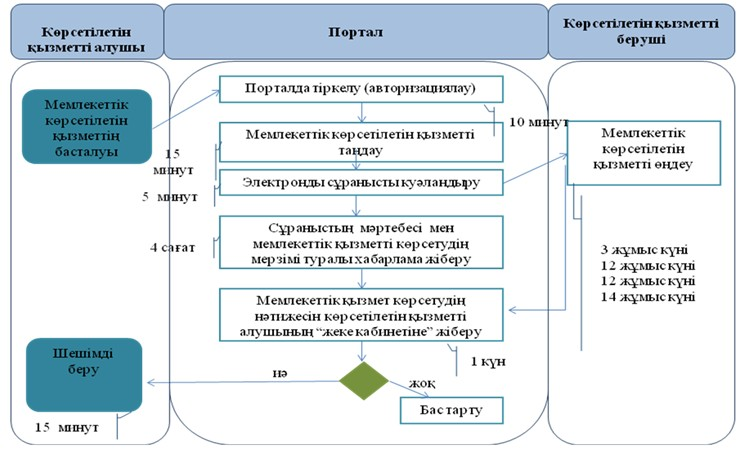 Көрсетілетін
қызметті алушы
Портал
Көрсетілетін қызметті
беруші
Мемлекеттік
көрсетілетін
қызметтің
басталуы
Порталда тіркелу (авторизациялау)
10 минут
Мемлекеттік көрсетілетін қызметті
таңдау
15
минут
Электронды сұранысты куәландыру
5 минут
Мемлекеттік
көрсетілетін
қызметті өңдеу
Сұраныстың мәртебесі мен
мемлекеттік қызметті көрсетудің
мерзімі туралы хабарлама жіберу
4 сағат
3 жұмыс күні
12 жұмыс күні
12 жұмыс күні
14 жұмыс күні
Мемлекеттік қызмет көрсетудің
нәтижесін көрсетілетін қызметті
алушының “жеке кабинетіне” жіберу
1 күн
Шешімді
беру
иә
жоқ
Бас тарту
15 минут